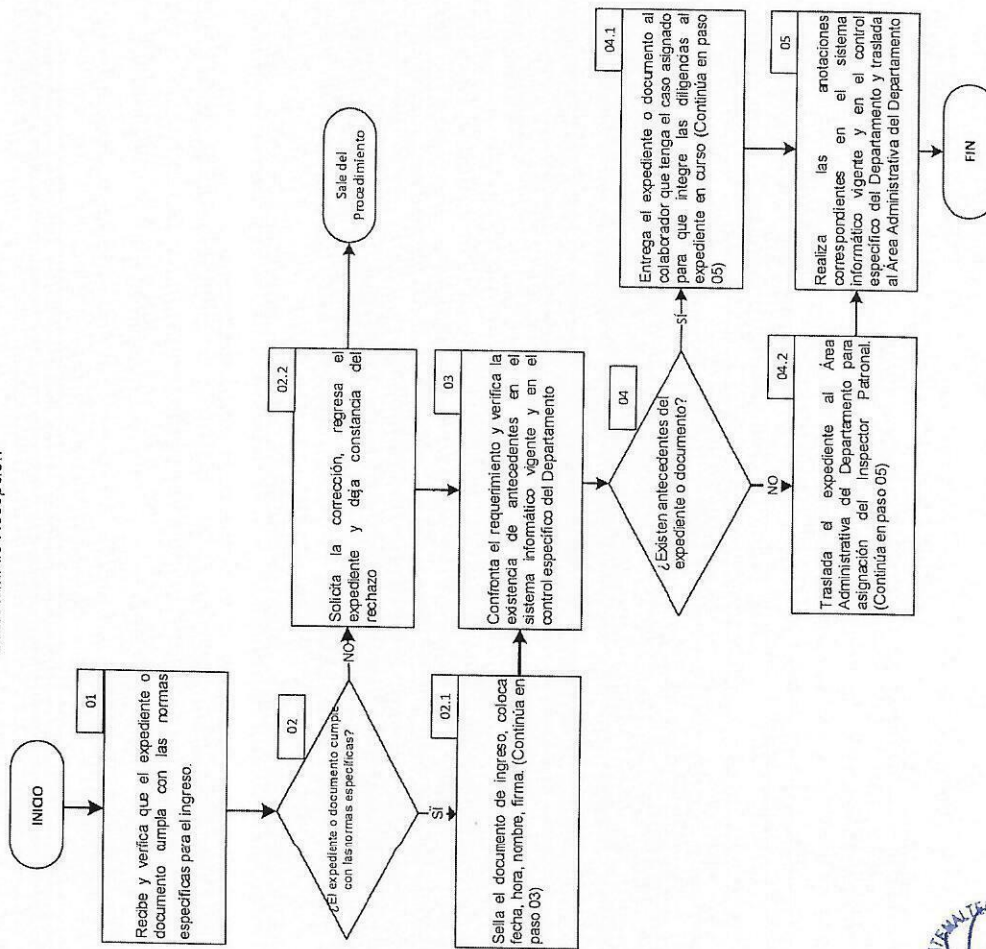 INICIO
01
Recibe y verifica que el expediente o
documento cumpla con las normas
específicas para el ingreso.
02
¿El expediente o documento cumple
con las normas específicas?
NO
SÍ
02.1
Sella el documento de ingreso, coloca
fecha, hora, nombre, firma. (Continúa en
paso 03)
02.2
Solicita la corrección, regresa el
expediente y deja constancia del
rechazo
Sale del
Procedimiento
03
Confronta el requerimiento y verifica la
existencia de antecedentes en el
sistema informático vigente y en el
control específico del Departamento
04
¿Existen antecedentes del
expediente o documento?
SÍ
NO
04.1
Entrega el expediente o documento al
colaborador que tenga el caso asignado
para que integre las diligencias al
expediente en curso (Continúa en paso
05)
04.2
Traslada el expediente al Área
Administrativa del Departamento para
asignación del Inspector Patronal.
(Continúa en paso 05)
05
Realiza las anotaciones
correspondientes en el sistema
informático vigente y en el control
específico del Departamento y traslada
al Área Administrativa del Departamento
FIN